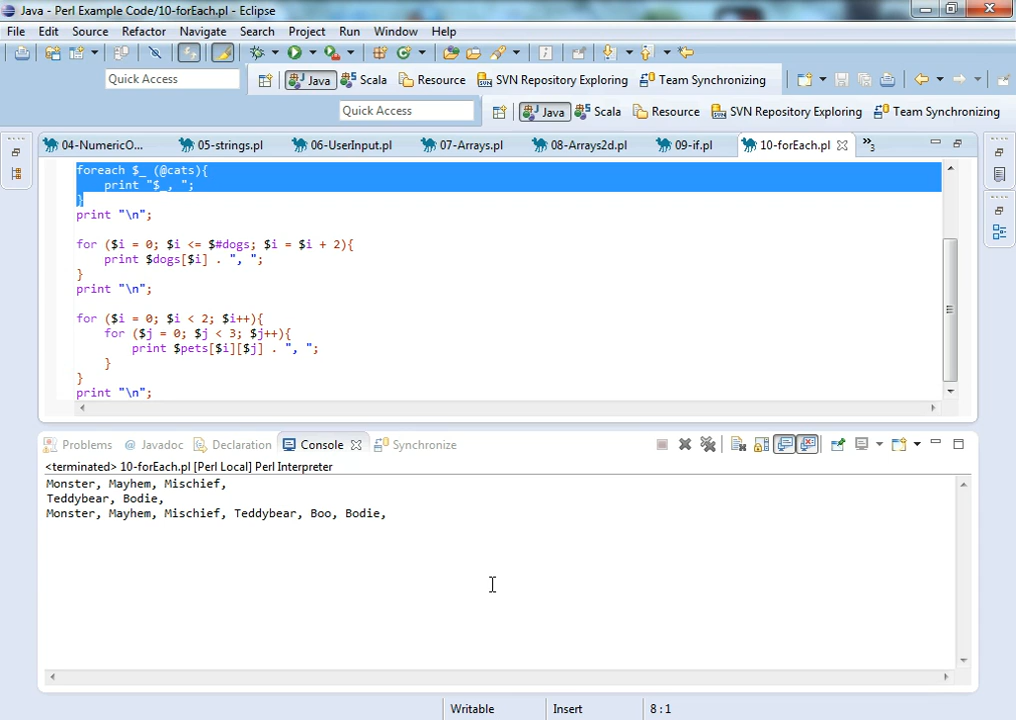 Java - Perl Example Code/10-forEach.pl - Eclipse
File Edit Source Refactor Navigate Search Project Run Window Help
Quick Access Java Scala Resource SVN Repository Exploring Team Synchronizing
Quick Access Java Scala Resource SVN Repository Exploring Team Synchronizing
04-NumericO... 05-strings.pl 06-UserInput.pl 07-Arrays.pl 08-Arrays2d.pl 09-if.pl 10-forEach.pl »3
foreach $_ (@cats){
print "$_, ";
}
print "\n";
for ($i = 0; $i <= $#dogs; $i = $i + 2){
print $dogs[$i] . ", ";
}
print "\n";
for ($i = 0; $i < 2; $i++){
for ($j = 0; $j < 3; $j++){
print $pets[$i][$j] . ", ";
}
}
print "\n";
Problems @ Javadoc Declaration Console Synchronize
<terminated> 10-forEach.pl [Perl Local] Perl Interpreter
Monster, Mayhem, Mischief,
Teddybear, Bodie,
Monster, Mayhem, Mischief, Teddybear, Boo, Bodie,
Writable Insert 8 : 1